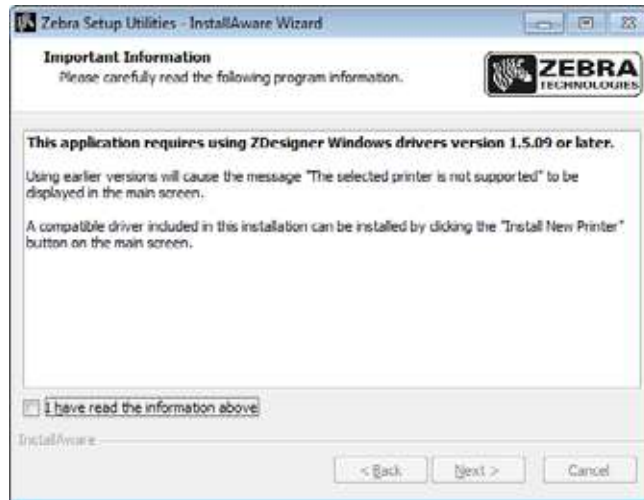 Zebra Setup Utilities - InstallAware Wizard
Important Information
Please carefully read the following program information.
ZEBRA
TECHNOLOGIES
This application requires using ZDesigner Windows drivers version 1.5.09 or later.
Using earlier versions will cause the message "The selected printer is not supported" to be
displayed in the main screen.
A compatible driver included in this installation can be installed by clicking the "Install New Printer"
button on the main screen.
I have read the information above
InstallAware
< Back
Next >
Cancel